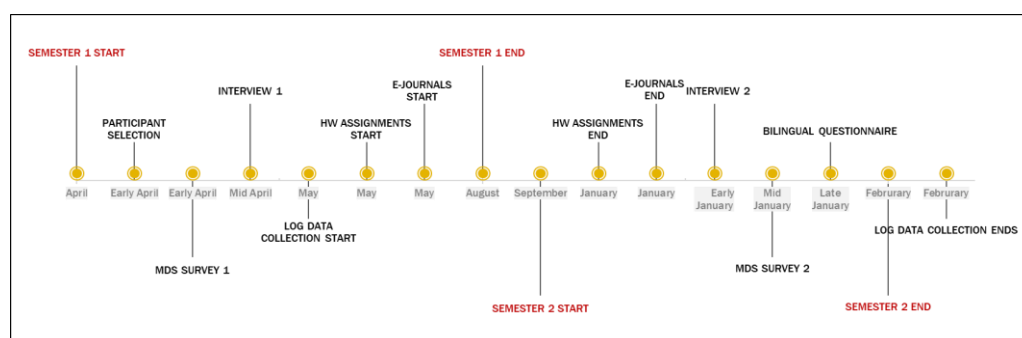 SEMESTER 1 START
SEMESTER 1 END
E-JOURNALS
START
E-JOURNALS
END
INTERVIEW 1
INTERVIEW 2
PARTICIPANT
SELECTION
HW ASSIGNMENTS
START
HW ASSIGNMENTS
END
BILINGUAL QUESTIONNAIRE
April
Early April
Early April
Mid April
May
May
May
August
September
January
January
Early
January
Mid
January
Late
January
Februrary
Februrary
LOG DATA
COLLECTION START
LOG DATA COLLECTION ENDS
MDS SURVEY 1
MDS SURVEY 2
SEMESTER 2 START
SEMESTER 2 END